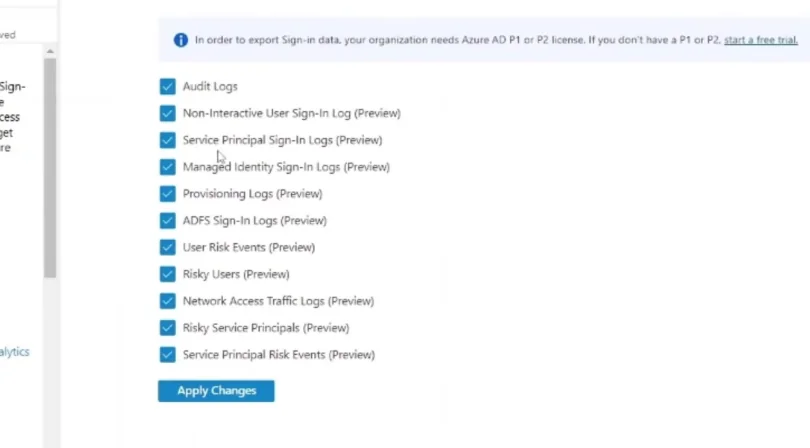 ved
In order to export Sign-in data, your organization needs Azure AD P1 or P2 license. If you don't have a P1 or P2, start a free trial.
Sign-
e
cess
get
re
Audit Logs
Non-Interactive User Sign-In Log (Preview)
Service Principal Sign-In Logs (Preview)
Managed Identity Sign-In Logs (Preview)
Provisioning Logs (Preview)
ADFS Sign-In Logs (Preview)
User Risk Events (Preview)
Risky Users (Preview)
Network Access Traffic Logs (Preview)
Risky Service Principals (Preview)
Service Principal Risk Events (Preview)
alytics
Apply Changes